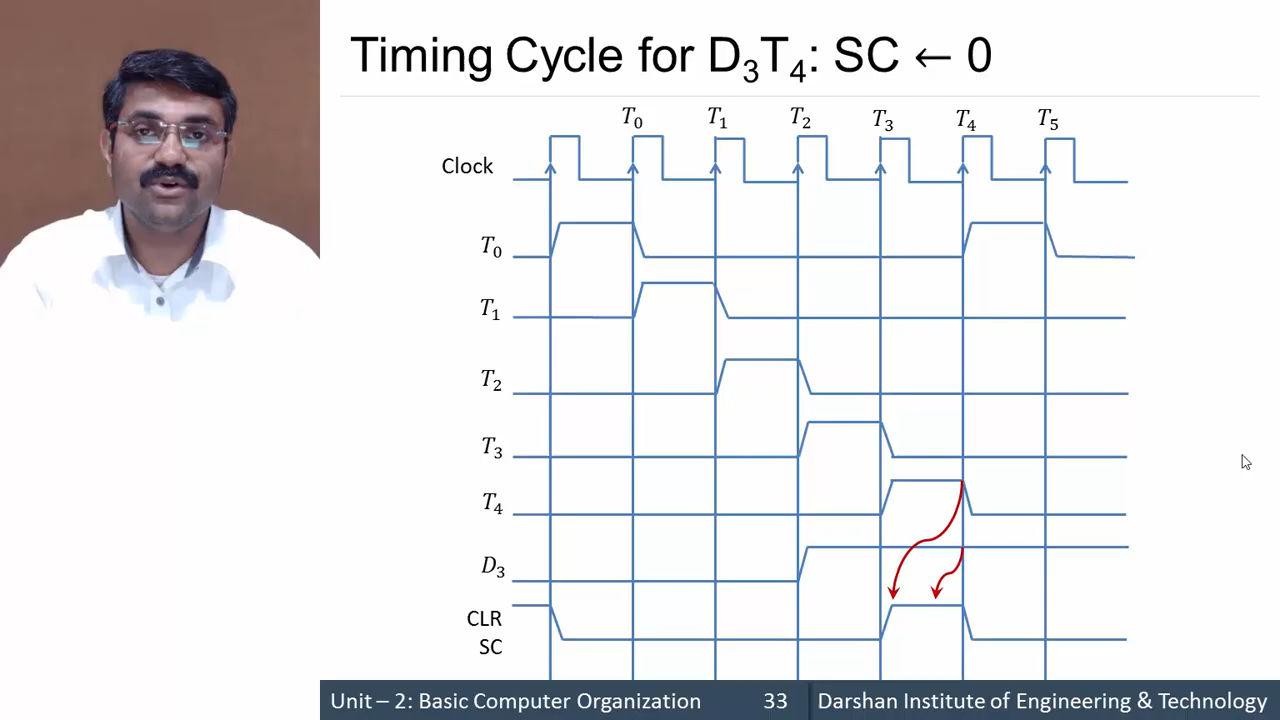 Timing Cycle for D₃T₄: SC ← 0
T₀ T₁ T₂ T₃ T₄ T₅
Clock
T₀
T₁
T₂
T₃
T₄
D₃
CLR
SC
Unit – 2: Basic Computer Organization 33 Darshan Institute of Engineering & Technology